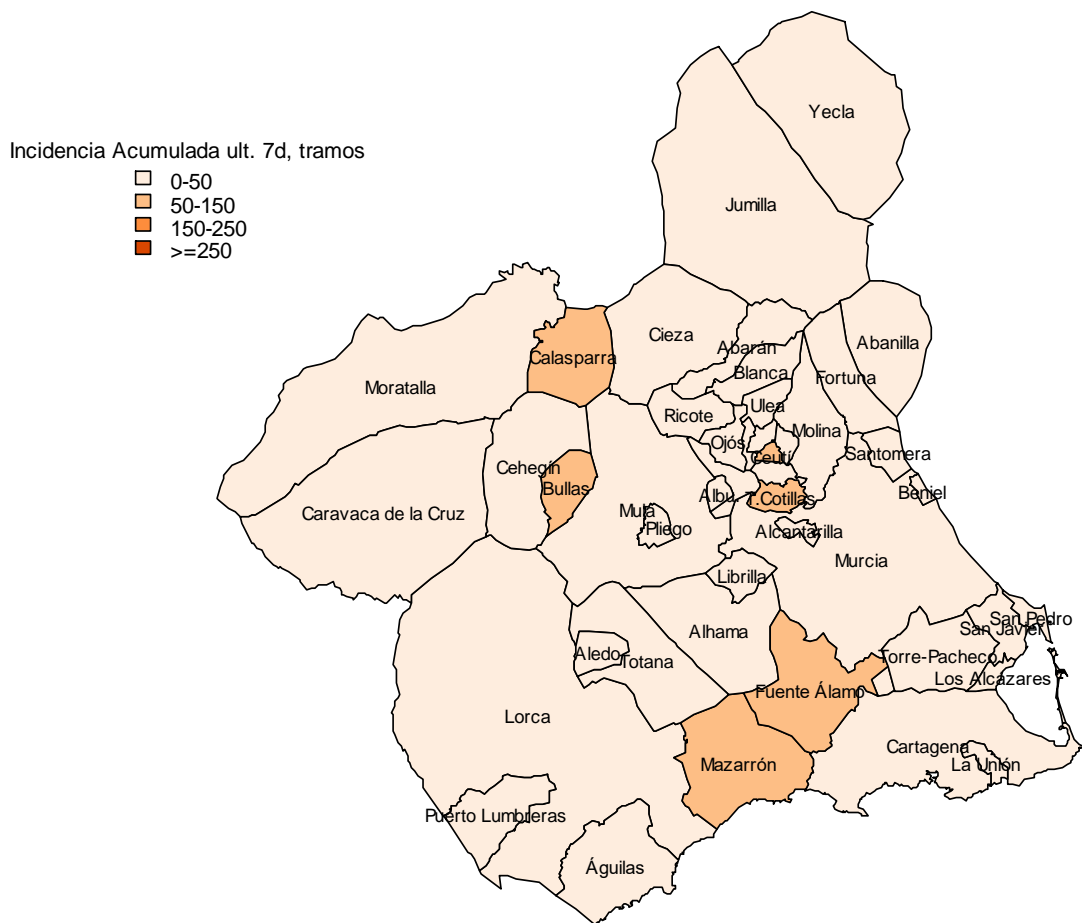 Yecla
Incidencia Acumulada ult. 7d, tramos
0-50
50-150
150-250
>=250
Jumilla
Cieza
Abarán
Abanilla
Calasparra
Blanca
Fortuna
Moratalla
Ulea
Ricote
Molina
Ojós
Santomera
Ceutí
Cehegín
Bullas
Albu.
T.Cotillas
Beniel
Caravaca de la Cruz
Mula
Pliego
Alcantarilla
Murcia
Librilla
San Pedro
San Javier
Alhama
Aledo
Totana
Torre-Pacheco
Los Alcázares
Fuente Álamo
Lorca
Cartagena
La Unión
Mazarrón
Puerto Lumbreras
Águilas